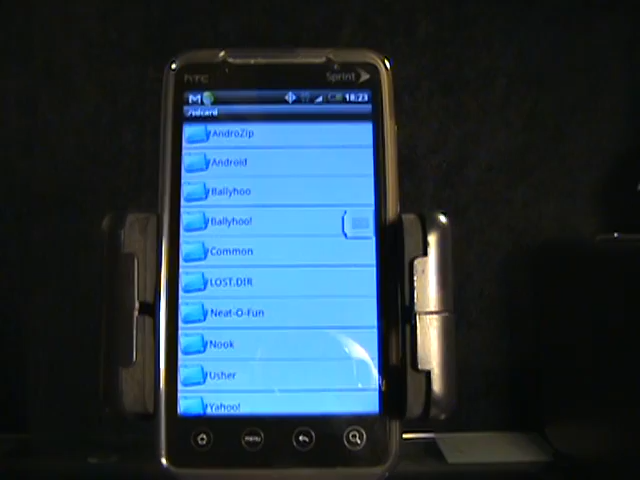 hTC Sprint
18:23
/sdcard
AndroZip
Android
Ballyhoo
Ballyhoo!
Common
LOST.DIR
Neat-O-Fun
Nook
Usher
Yahoo!
menu